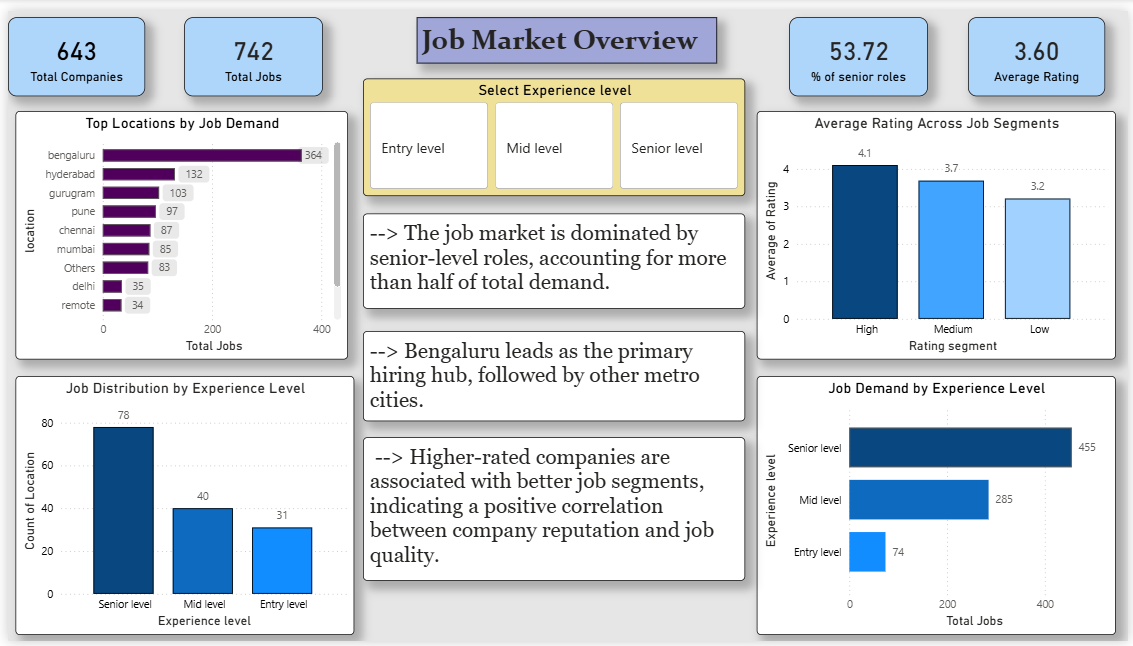 643
Total Companies
742
Total Jobs
Job Market Overview
53.72
% of senior roles
3.60
Average Rating
Select Experience level
Entry level
Mid level
Senior level
Top Locations by Job Demand
location
bengaluru
364
hyderabad
132
gurugram
103
pune
97
chennai
87
mumbai
85
Others
83
delhi
35
remote
34
0
200
400
Total Jobs
--> The job market is dominated by
senior-level roles, accounting for more
than half of total demand.
--> Bengaluru leads as the primary
hiring hub, followed by other metro
cities.
--> Higher-rated companies are
associated with better job segments,
indicating a positive correlation
between company reputation and job
quality.
Average Rating Across Job Segments
Average of Rating
4
3
2
1
0
4.1
3.7
3.2
High
Medium
Low
Rating segment
Job Distribution by Experience Level
Count of Location
80
60
40
20
0
78
40
31
Senior level
Mid level
Entry level
Experience level
Job Demand by Experience Level
Experience level
Senior level
455
Mid level
285
Entry level
74
0
200
400
Total Jobs